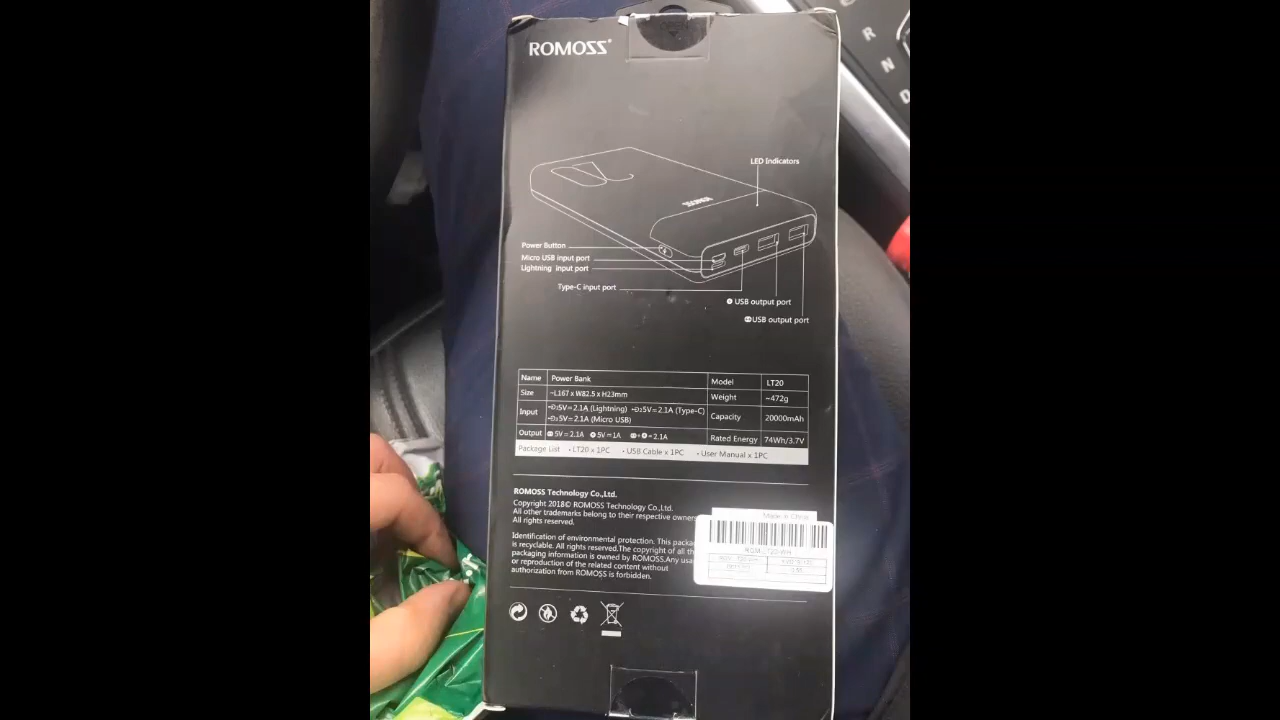 ROMOSS®
R
N
D
LED Indicators
Power Button
Micro USB input port
Lightning input port
Type-C input port
USB output port
USB output port
Name Power Bank Model LT20
Size ~L167 x W82.5 x H23mm Weight ~472g
Input 5V=2.1A (Lightning) 5V=2.1A (Type-C) Capacity 20000mAh
5V=2.1A (Micro USB)
Output 5V=2.1A 5V=1A + =2.1A Rated Energy 74Wh/3.7V
Package List • LT20 x 1PC • USB Cable x 1PC • User Manual x 1PC
ROMOSS Technology Co.,Ltd.
Copyright 2018© ROMOSS Technology Co.,Ltd.
All other trademarks belong to their respective owners
All rights reserved.
Identification of environmental protection. This packa
is recyclable. All rights reserved.The copyright of all th
packaging information is owned by ROMOSS.Any usa
or reproduction of the related content without
authorization from ROMOSS is forbidden.
Made in China